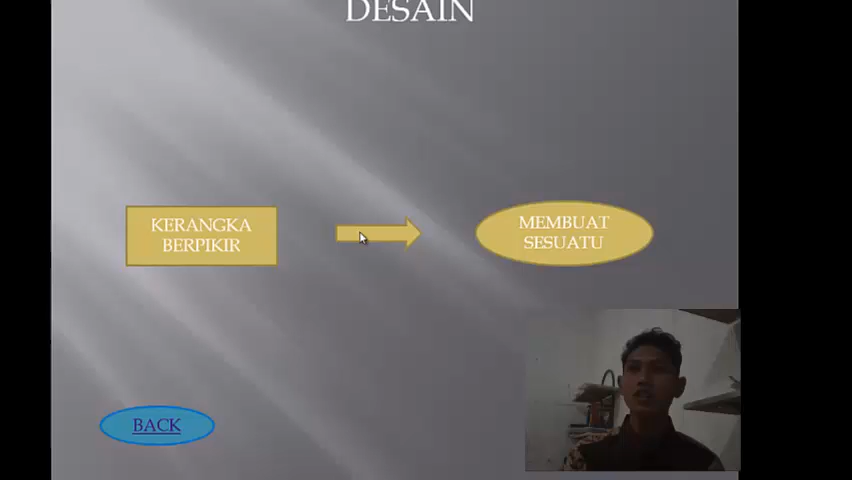 DESAIN
KERANGKA
BERPIKIR
MEMBUAT
SESUATU
BACK